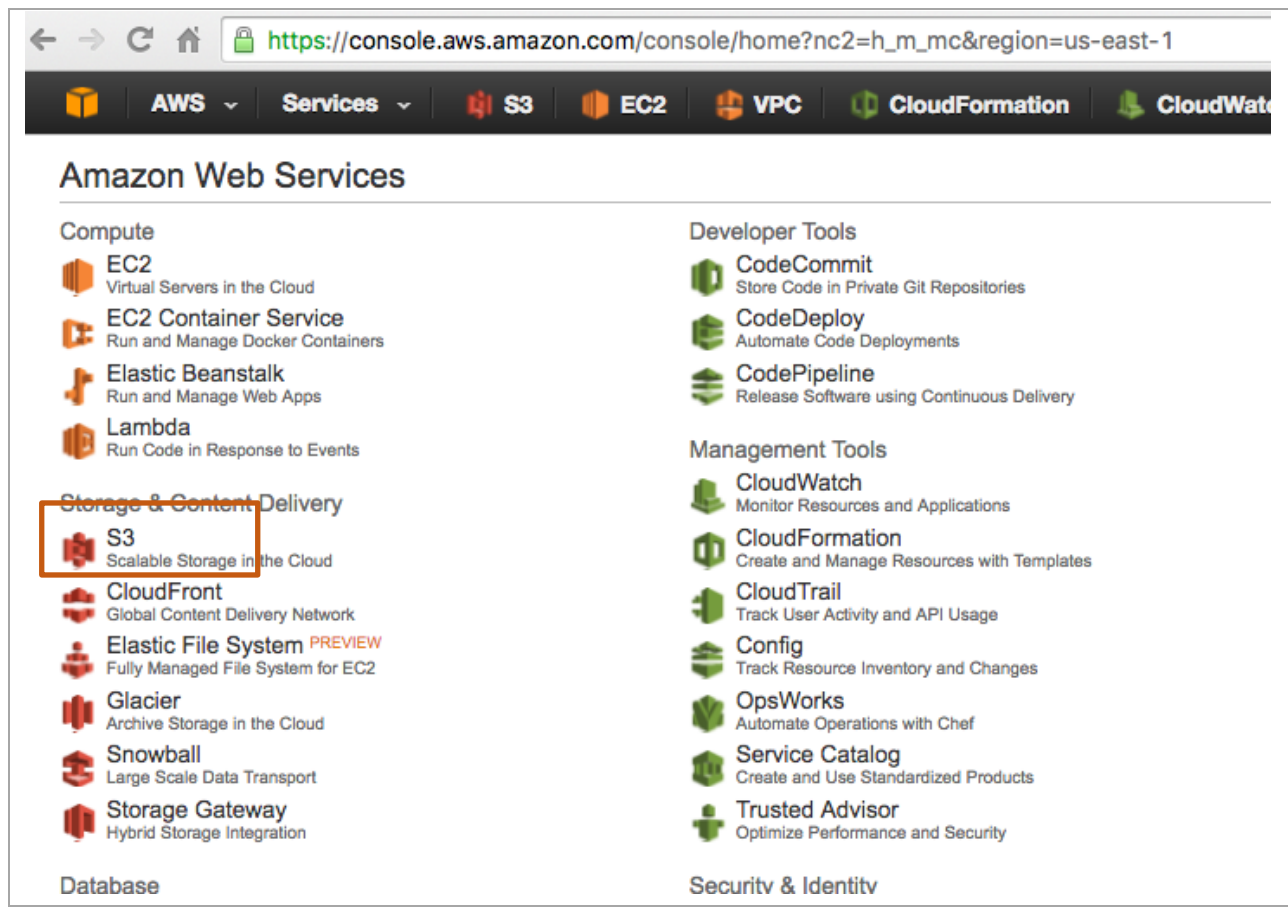 https://console.aws.amazon.com/console/home?nc2=h_m_mc&region=us-east-1
AWS Services S3 EC2 VPC CloudFormation CloudWatc
Amazon Web Services
Compute
EC2
Virtual Servers in the Cloud
EC2 Container Service
Run and Manage Docker Containers
Elastic Beanstalk
Run and Manage Web Apps
Lambda
Run Code in Response to Events
Storage & Content Delivery
S3
Scalable Storage in the Cloud
CloudFront
Global Content Delivery Network
Elastic File System PREVIEW
Fully Managed File System for EC2
Glacier
Archive Storage in the Cloud
Snowball
Large Scale Data Transport
Storage Gateway
Hybrid Storage Integration
Database
Developer Tools
CodeCommit
Store Code in Private Git Repositories
CodeDeploy
Automate Code Deployments
CodePipeline
Release Software using Continuous Delivery
Management Tools
CloudWatch
Monitor Resources and Applications
CloudFormation
Create and Manage Resources with Templates
CloudTrail
Track User Activity and API Usage
Config
Track Resource Inventory and Changes
OpsWorks
Automate Operations with Chef
Service Catalog
Create and Use Standardized Products
Trusted Advisor
Optimize Performance and Security
Security & Identity